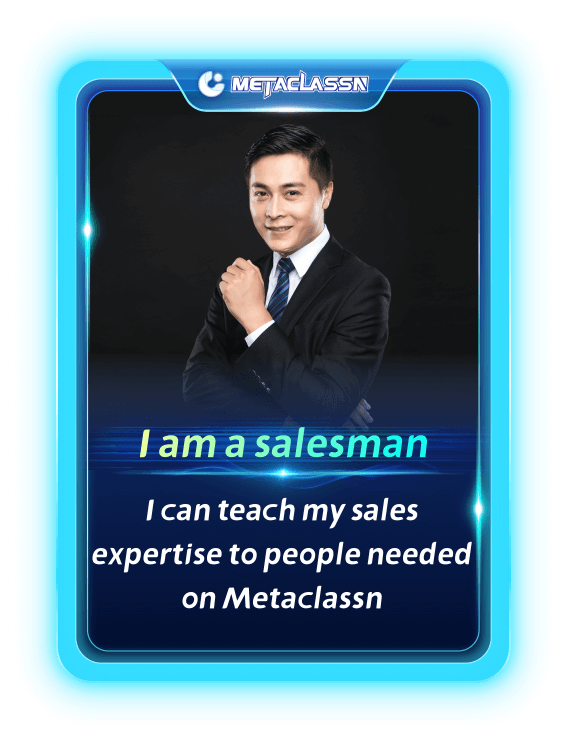 METACLASSN
I am a salesman
I can teach my sales
expertise to people needed
on Metaclassn